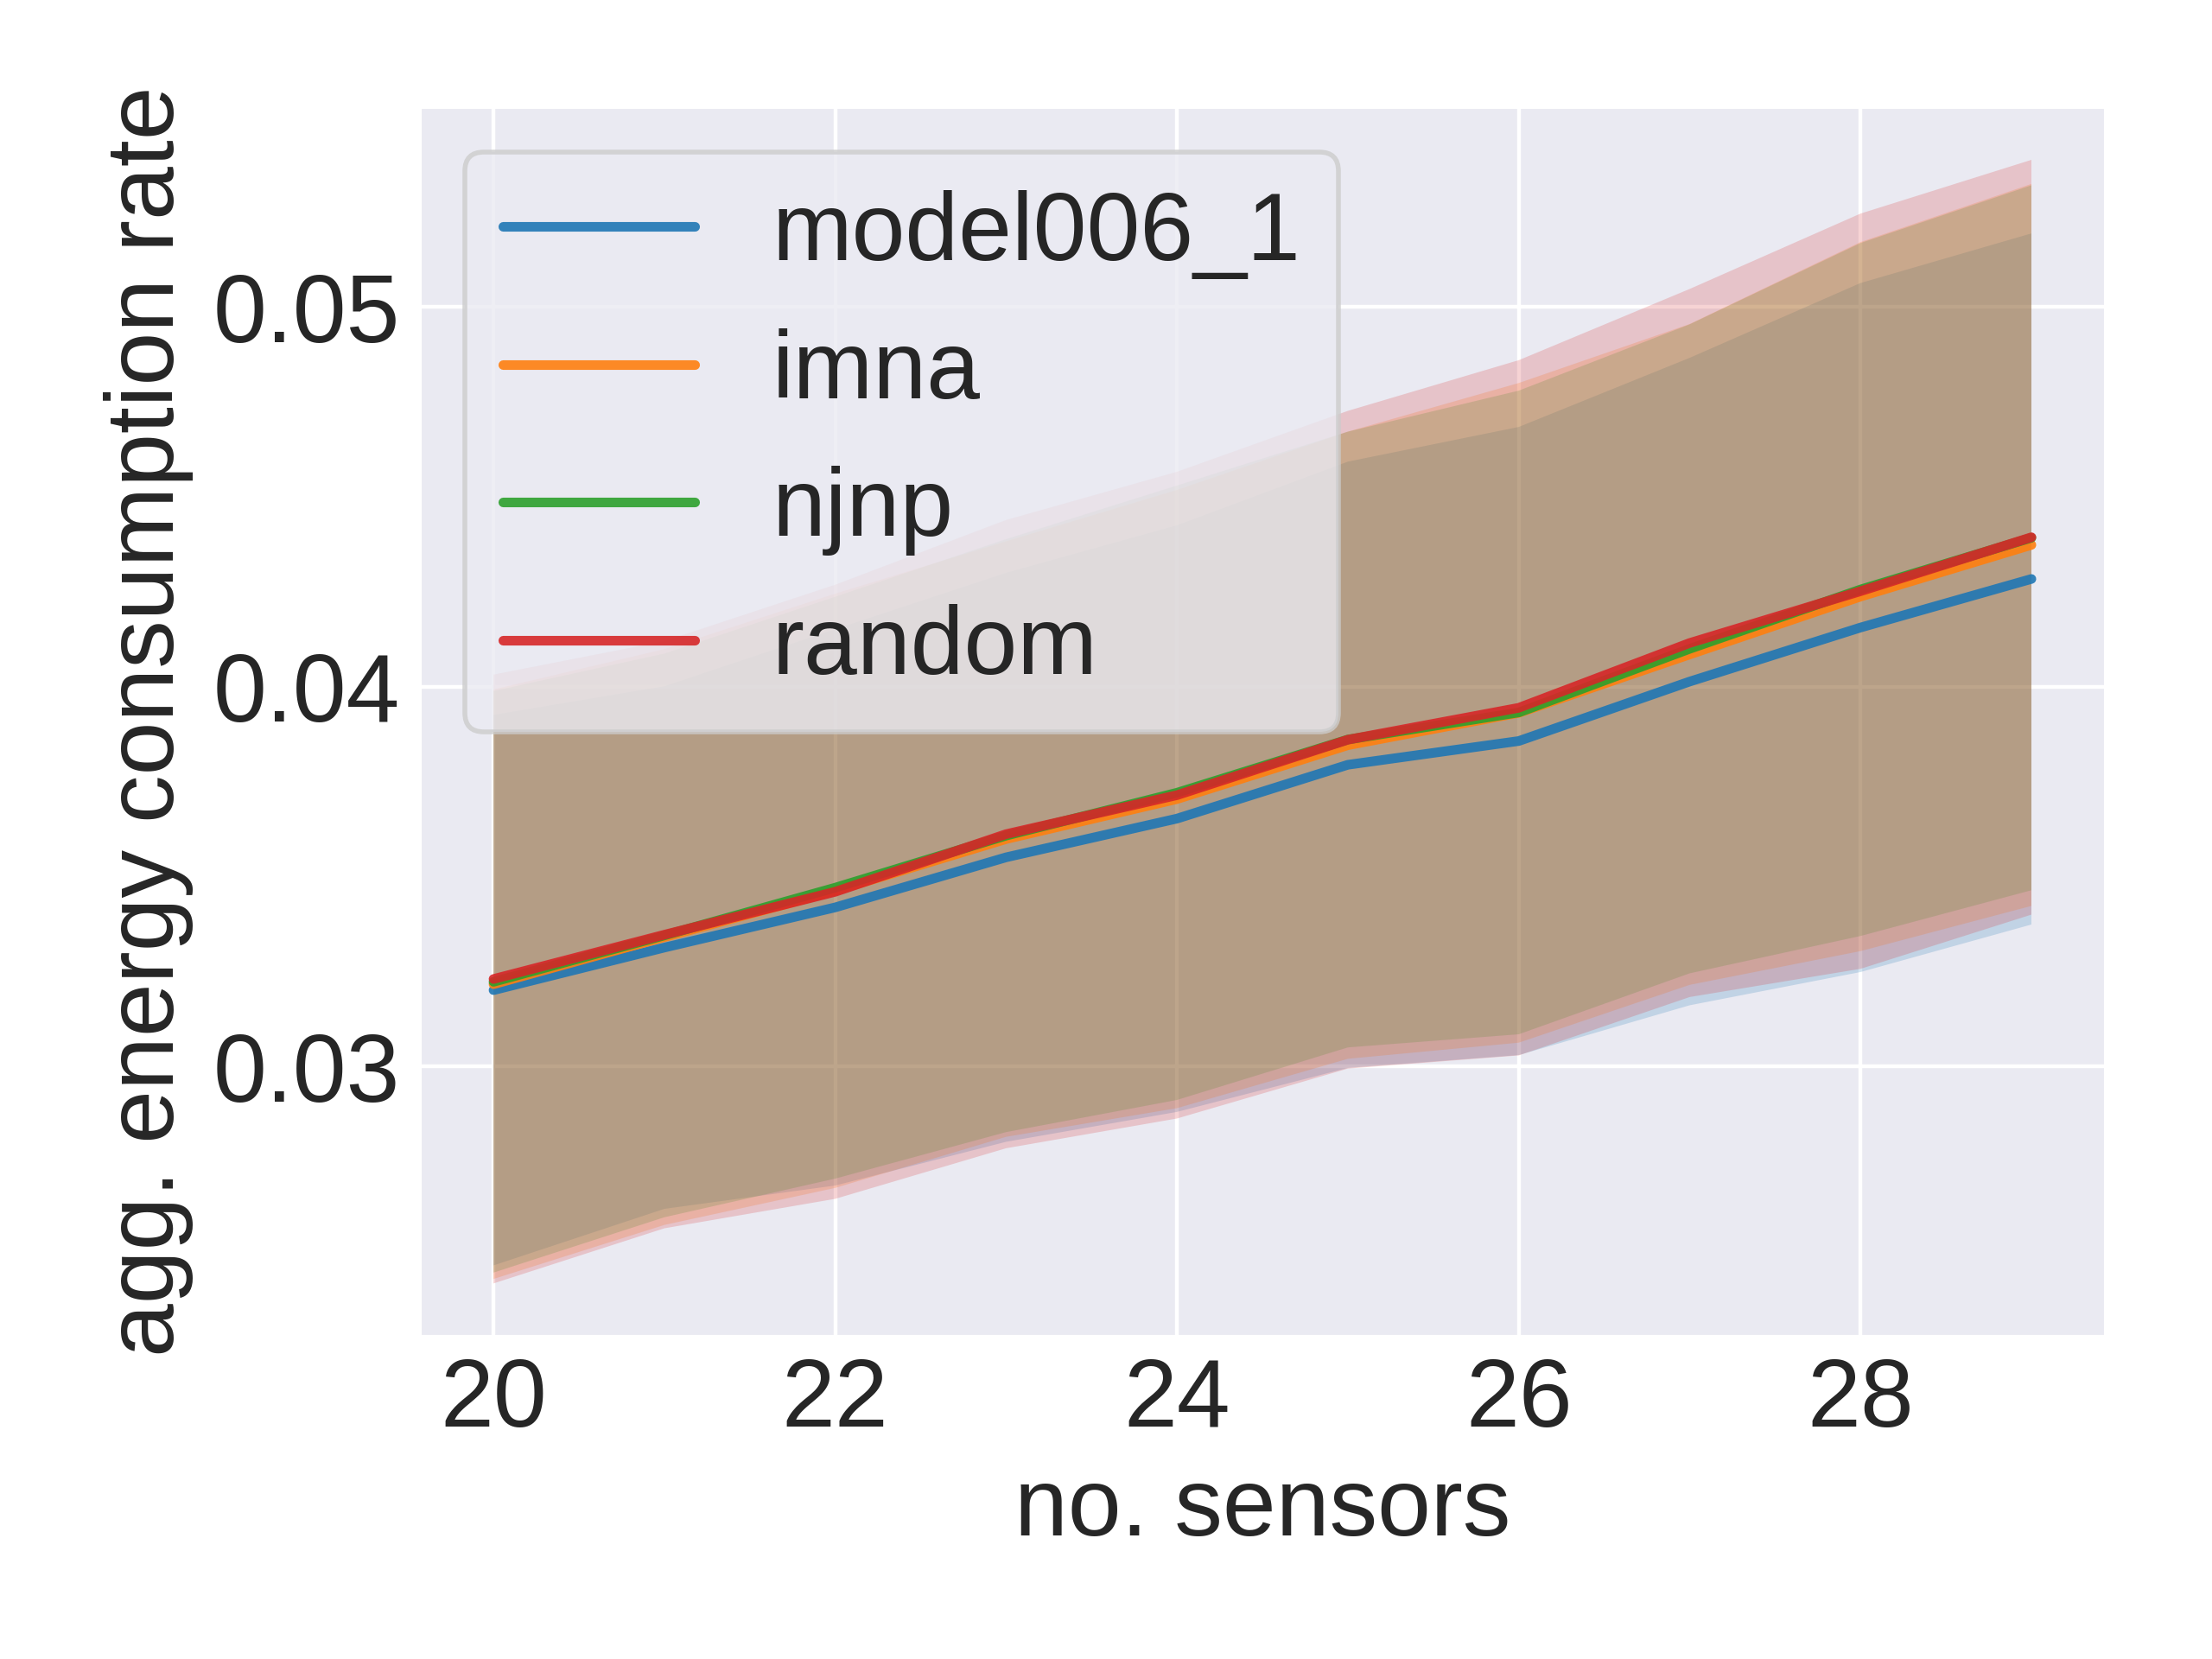 agg. energy consumption rate
0.05
0.04
0.03
model006_1
imna
njnp
random
20 22 24 26 28
no. sensors